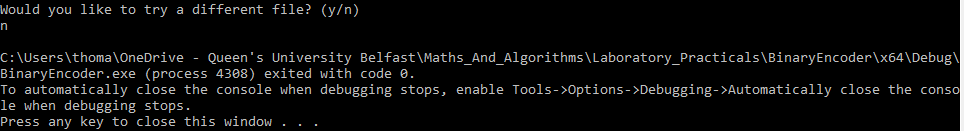 Would you like to try a different file? (y/n)
n
C:\Users\thoma\OneDrive - Queen's University Belfast\Maths_And_Algorithms\Laboratory_Practicals\BinaryEncoder\x64\Debug\
BinaryEncoder.exe (process 4308) exited with code 0.
To automatically close the console when debugging stops, enable Tools->Options->Debugging->Automatically close the conso
le when debugging stops.
Press any key to close this window . . .